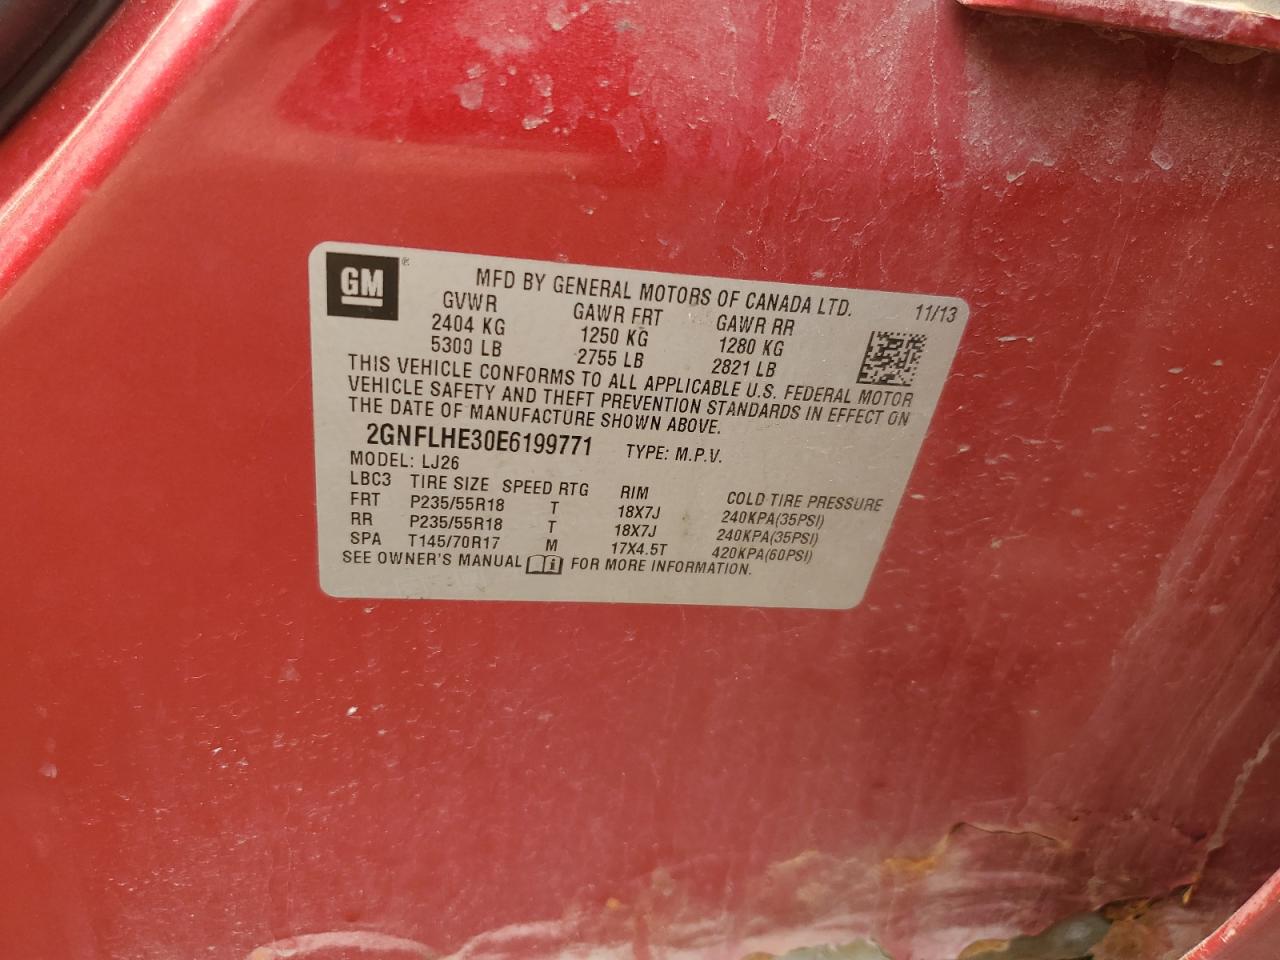 GM ®
MFD BY GENERAL MOTORS OF CANADA LTD.
11/13
GVWR GAWR FRT GAWR RR
2404 KG 1250 KG 1280 KG
5300 LB 2755 LB 2821 LB
THIS VEHICLE CONFORMS TO ALL APPLICABLE U.S. FEDERAL MOTOR
VEHICLE SAFETY AND THEFT PREVENTION STANDARDS IN EFFECT ON
THE DATE OF MANUFACTURE SHOWN ABOVE.
2GNFLHE30E6199771 TYPE: M.P.V.
MODEL: LJ26
LBC3 TIRE SIZE SPEED RTG RIM COLD TIRE PRESSURE
FRT P235/55R18 T 18X7J 240KPA(35PSI)
RR P235/55R18 T 18X7J 240KPA(35PSI)
SPA T145/70R17 M 17X4.5T 420KPA(60PSI)
SEE OWNER'S MANUAL i FOR MORE INFORMATION.